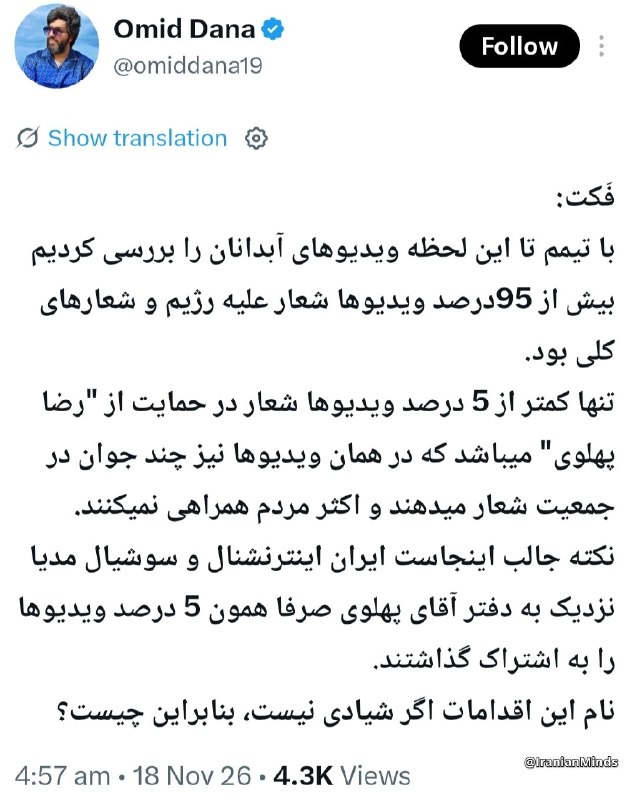 Omid Dana
@omiddana19
Follow
Show translation
فَکت:
با تیمم تا این لحظه ویدیوهای آبدانان را بررسی کردیم
بیش از 95درصد ویدیوها شعار علیه رژیم و شعارهای
کلی بود.
تنها کمتر از 5 درصد ویدیوها شعار در حمایت از "رضا
پهلوی" میباشد که در همان ویدیوها نیز چند جوان در
جمعیت شعار میدهند و اکثر مردم همراهی نمیکنند.
نکته جالب اینجاست ایران اینترنشنال و سوشیال مدیا
نزدیک به دفتر آقای پهلوی صرفا همون 5 درصد ویدیوها
را به اشتراک گذاشتند.
نام این اقدامات اگر شیادی نیست، بنابراین چیست؟
@IranianMinds
4:57 am • 18 Nov 26 • 4.3K Views